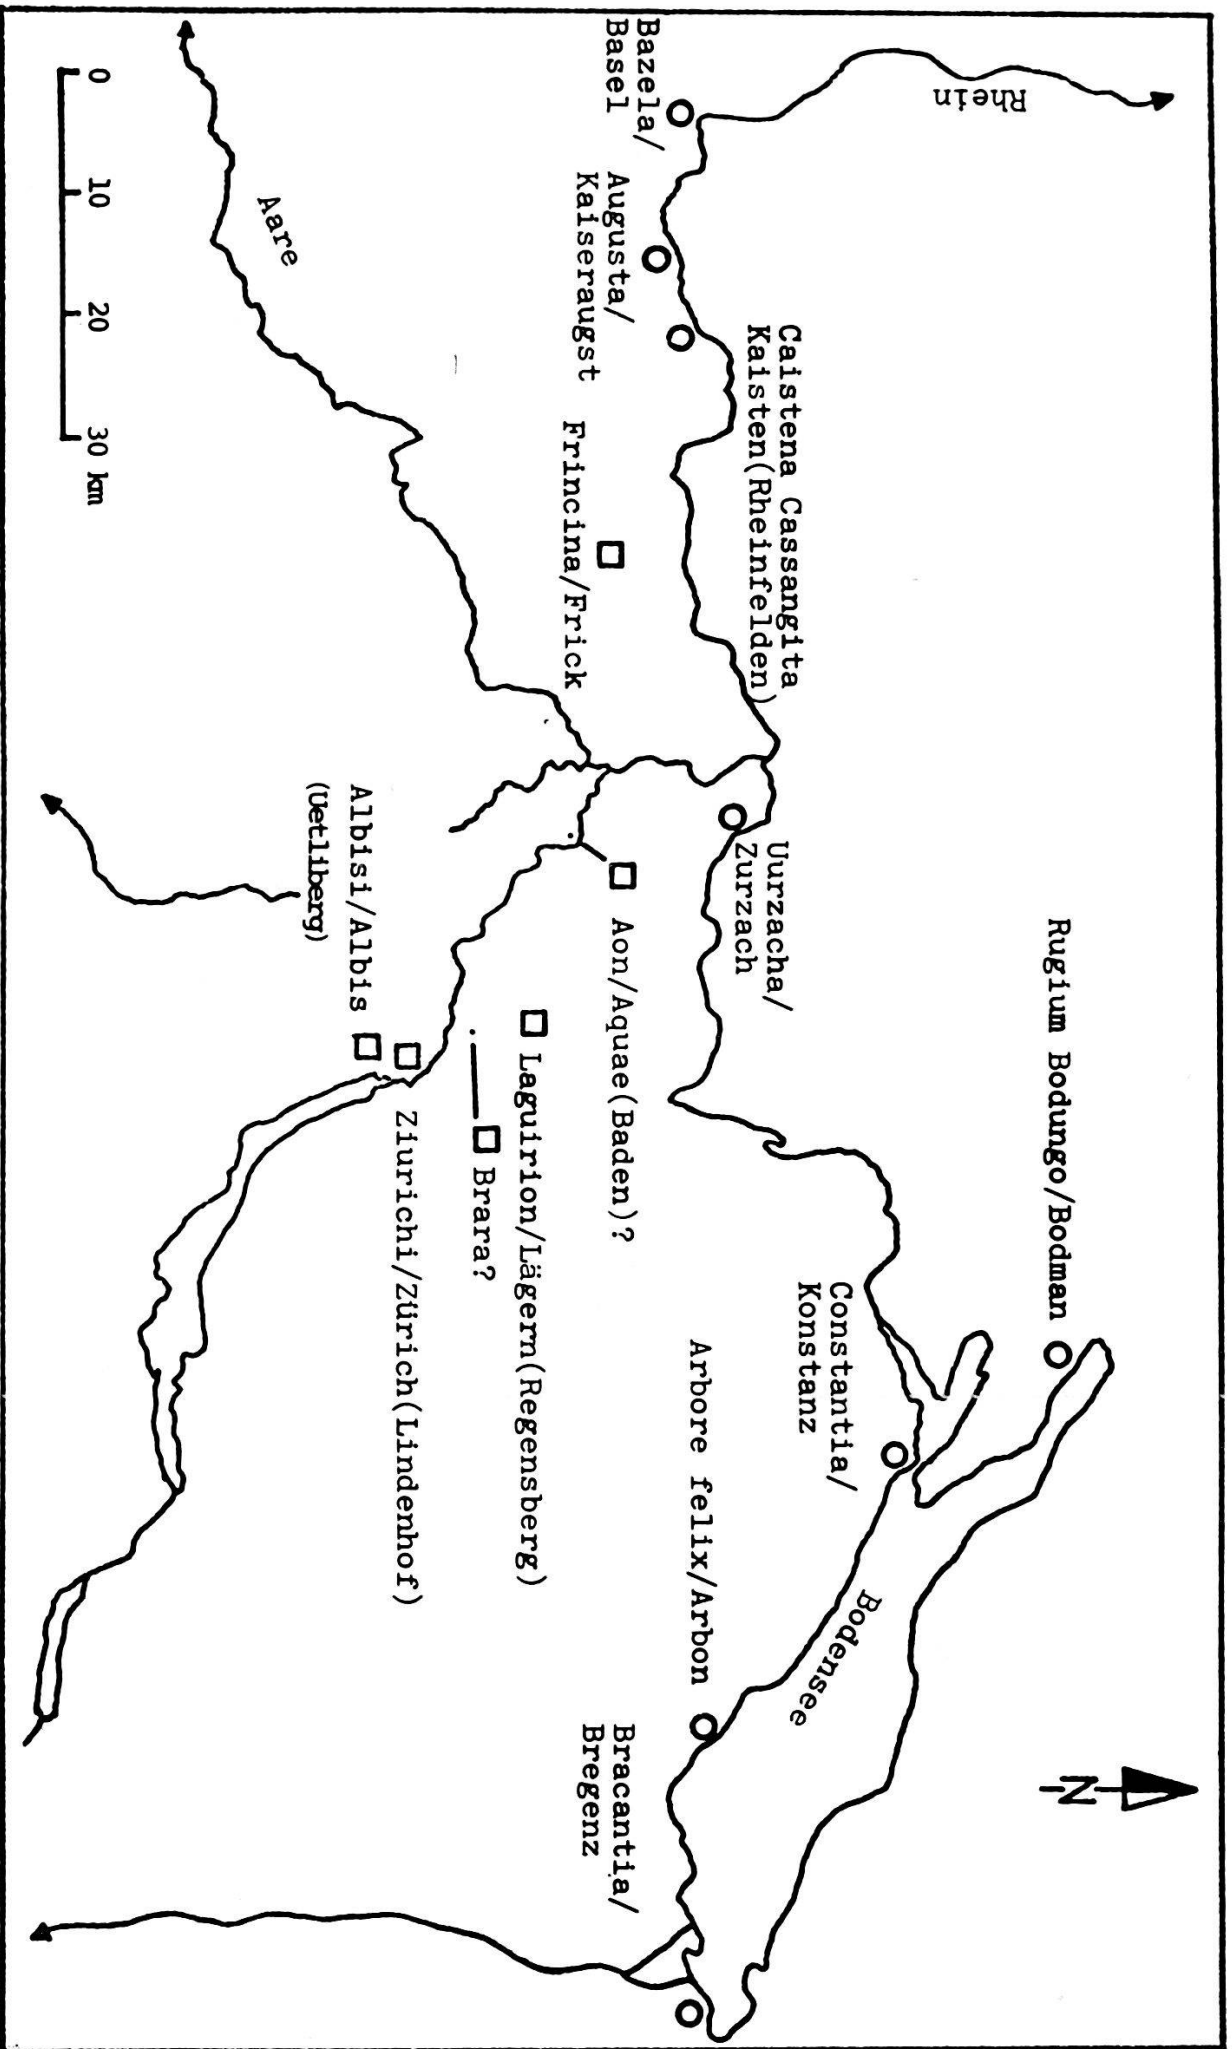 Rhein
Bazela/
Basel
Augusta/
Kaiseraugst
Caistena Cassangita
Kaisten(Rheinfelden)
Frincina/Frick
Aare
Uurzacha/
Zurzach
Rugium Bodungo/Bodman
Constantia/
Konstanz
Bodensee
Arbore felix/Arbon
Bracantia/
Bregenz
Aon/Aquae(Baden)?
Laguirion/Lägern(Regensberg)
Brara?
Ziurichi/Zürich(Lindenhof)
Albisi/Albis
(Uetliberg)
N
0 10 20 30 km